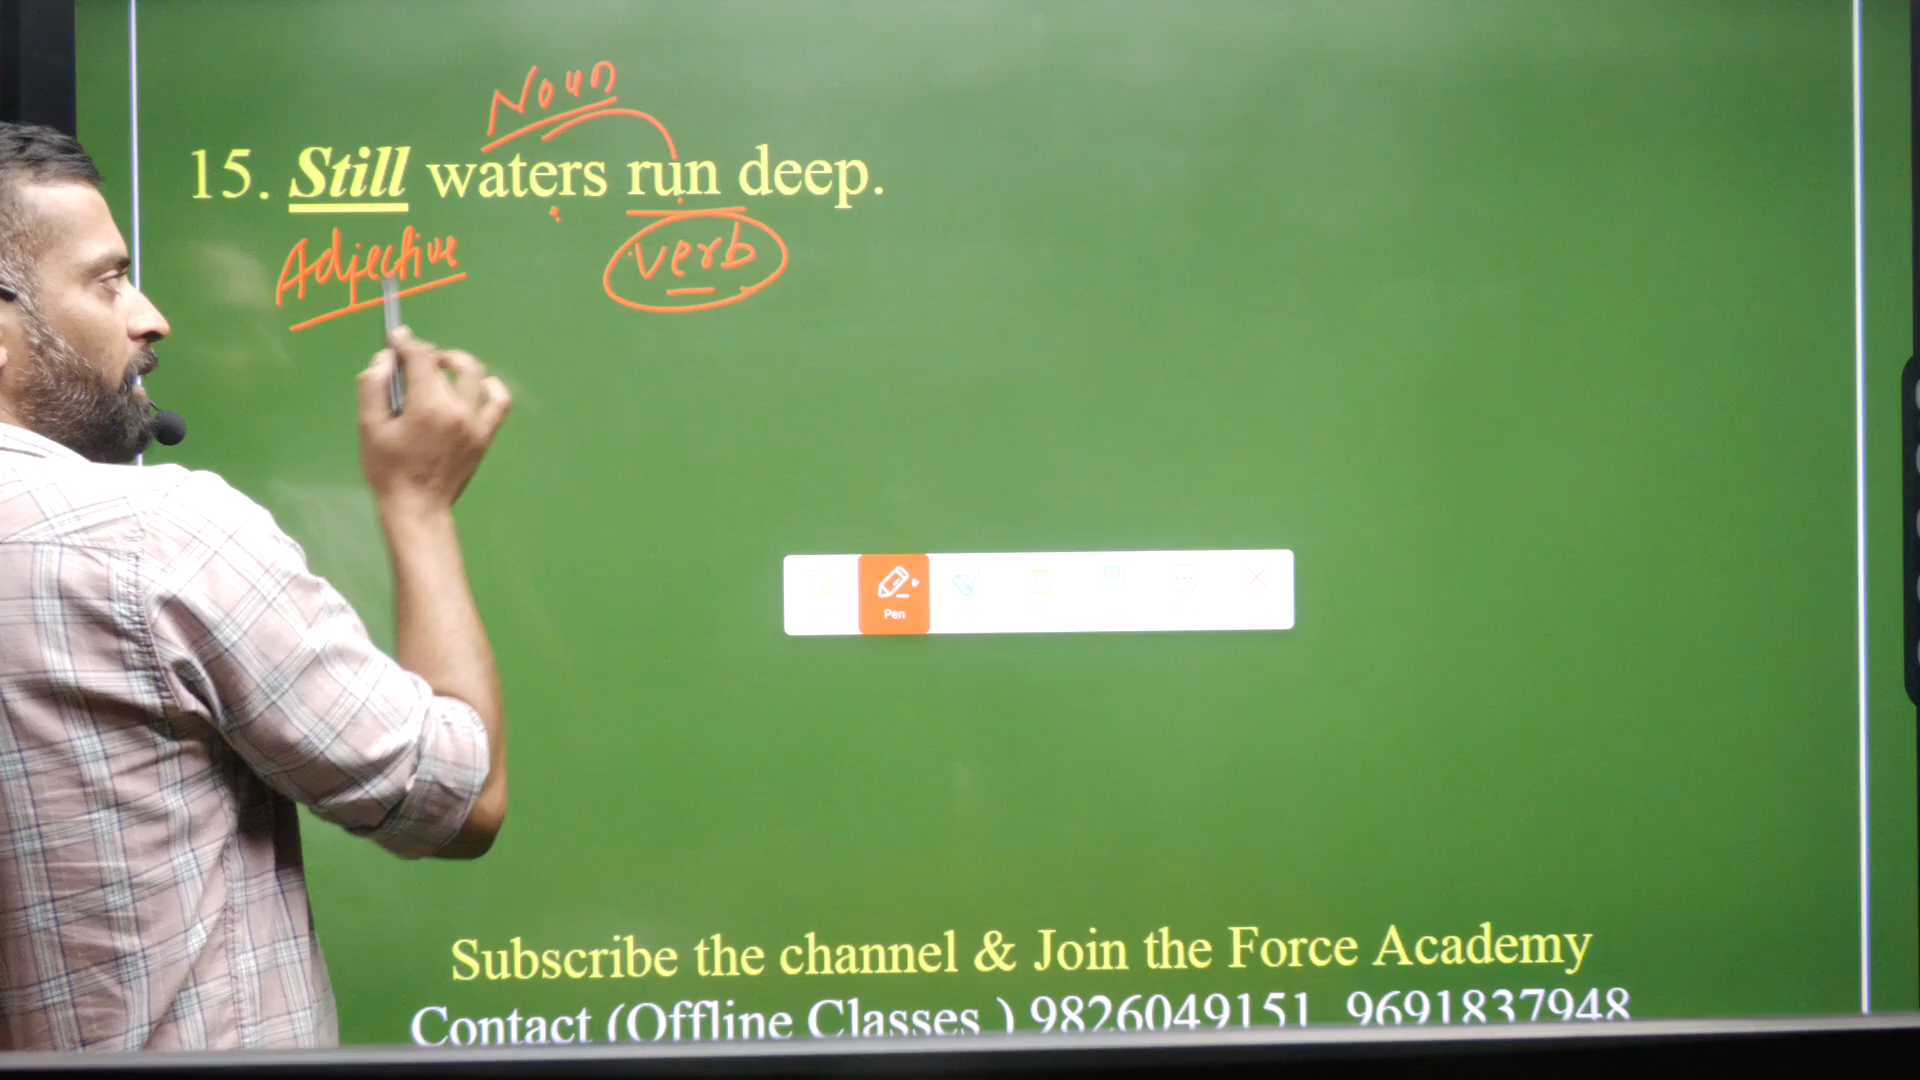 Noun
15. Still waters run deep.
Adjective verb
Pen
Subscribe the channel & Join the Force Academy
Contact (Offline Classes ) 9826049151 9691837948